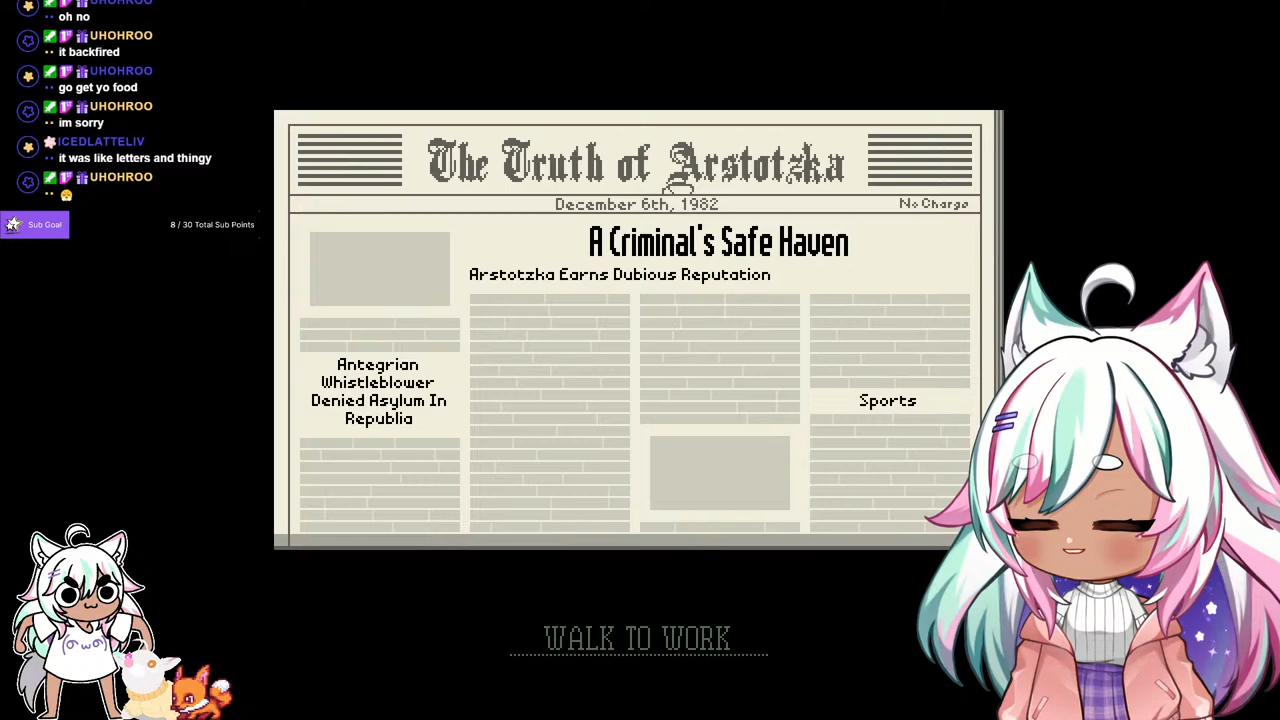 UHOHROO
oh no
UHOHROO
it backfired
UHOHROO
go get yo food
UHOHROO
im sorry
ICEDLATTELIV
it was like letters and thingy
UHOHROO
Sub Goal
8 / 30 Total Sub Points
The Truth of Arstotzka
December 6th, 1982
No Charge
A Criminal's Safe Haven
Arstotzka Earns Dubious Reputation
Antegrian
Whistleblower
Denied Asylum In
Republia
Sports
WALK TO WORK